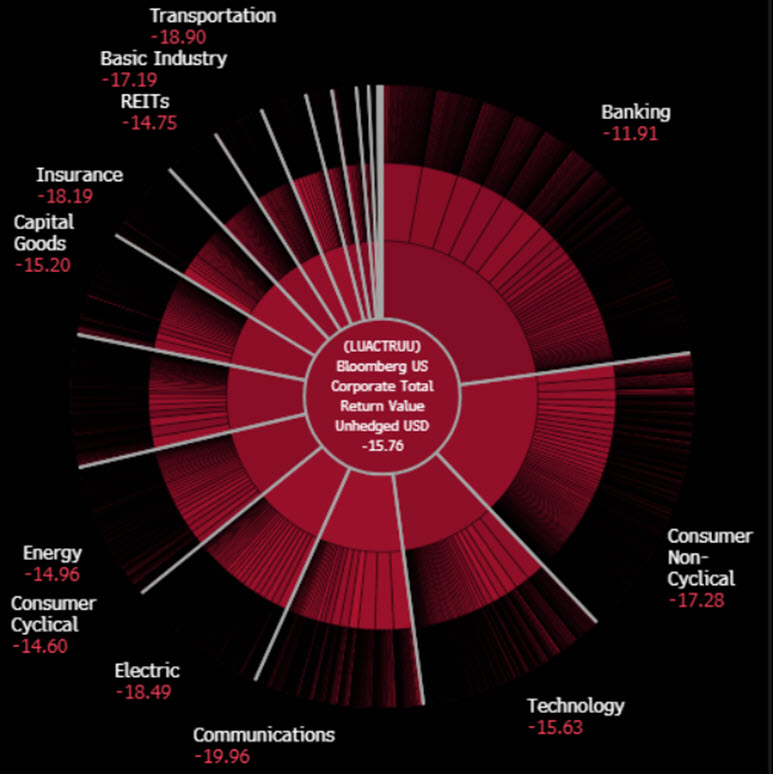 Transportation
-18.90
Basic Industry
-17.19
REITs
-14.75
Banking
-11.91
Insurance
-18.19
Capital
Goods
-15.20
(LUACTRUU)
Bloomberg US
Corporate Total
Return Value
Unhedged USD
-15.76
Consumer
Non-
Cyclical
-17.28
Energy
-14.96
Consumer
Cyclical
-14.60
Electric
-18.49
Technology
-15.63
Communications
-19.96